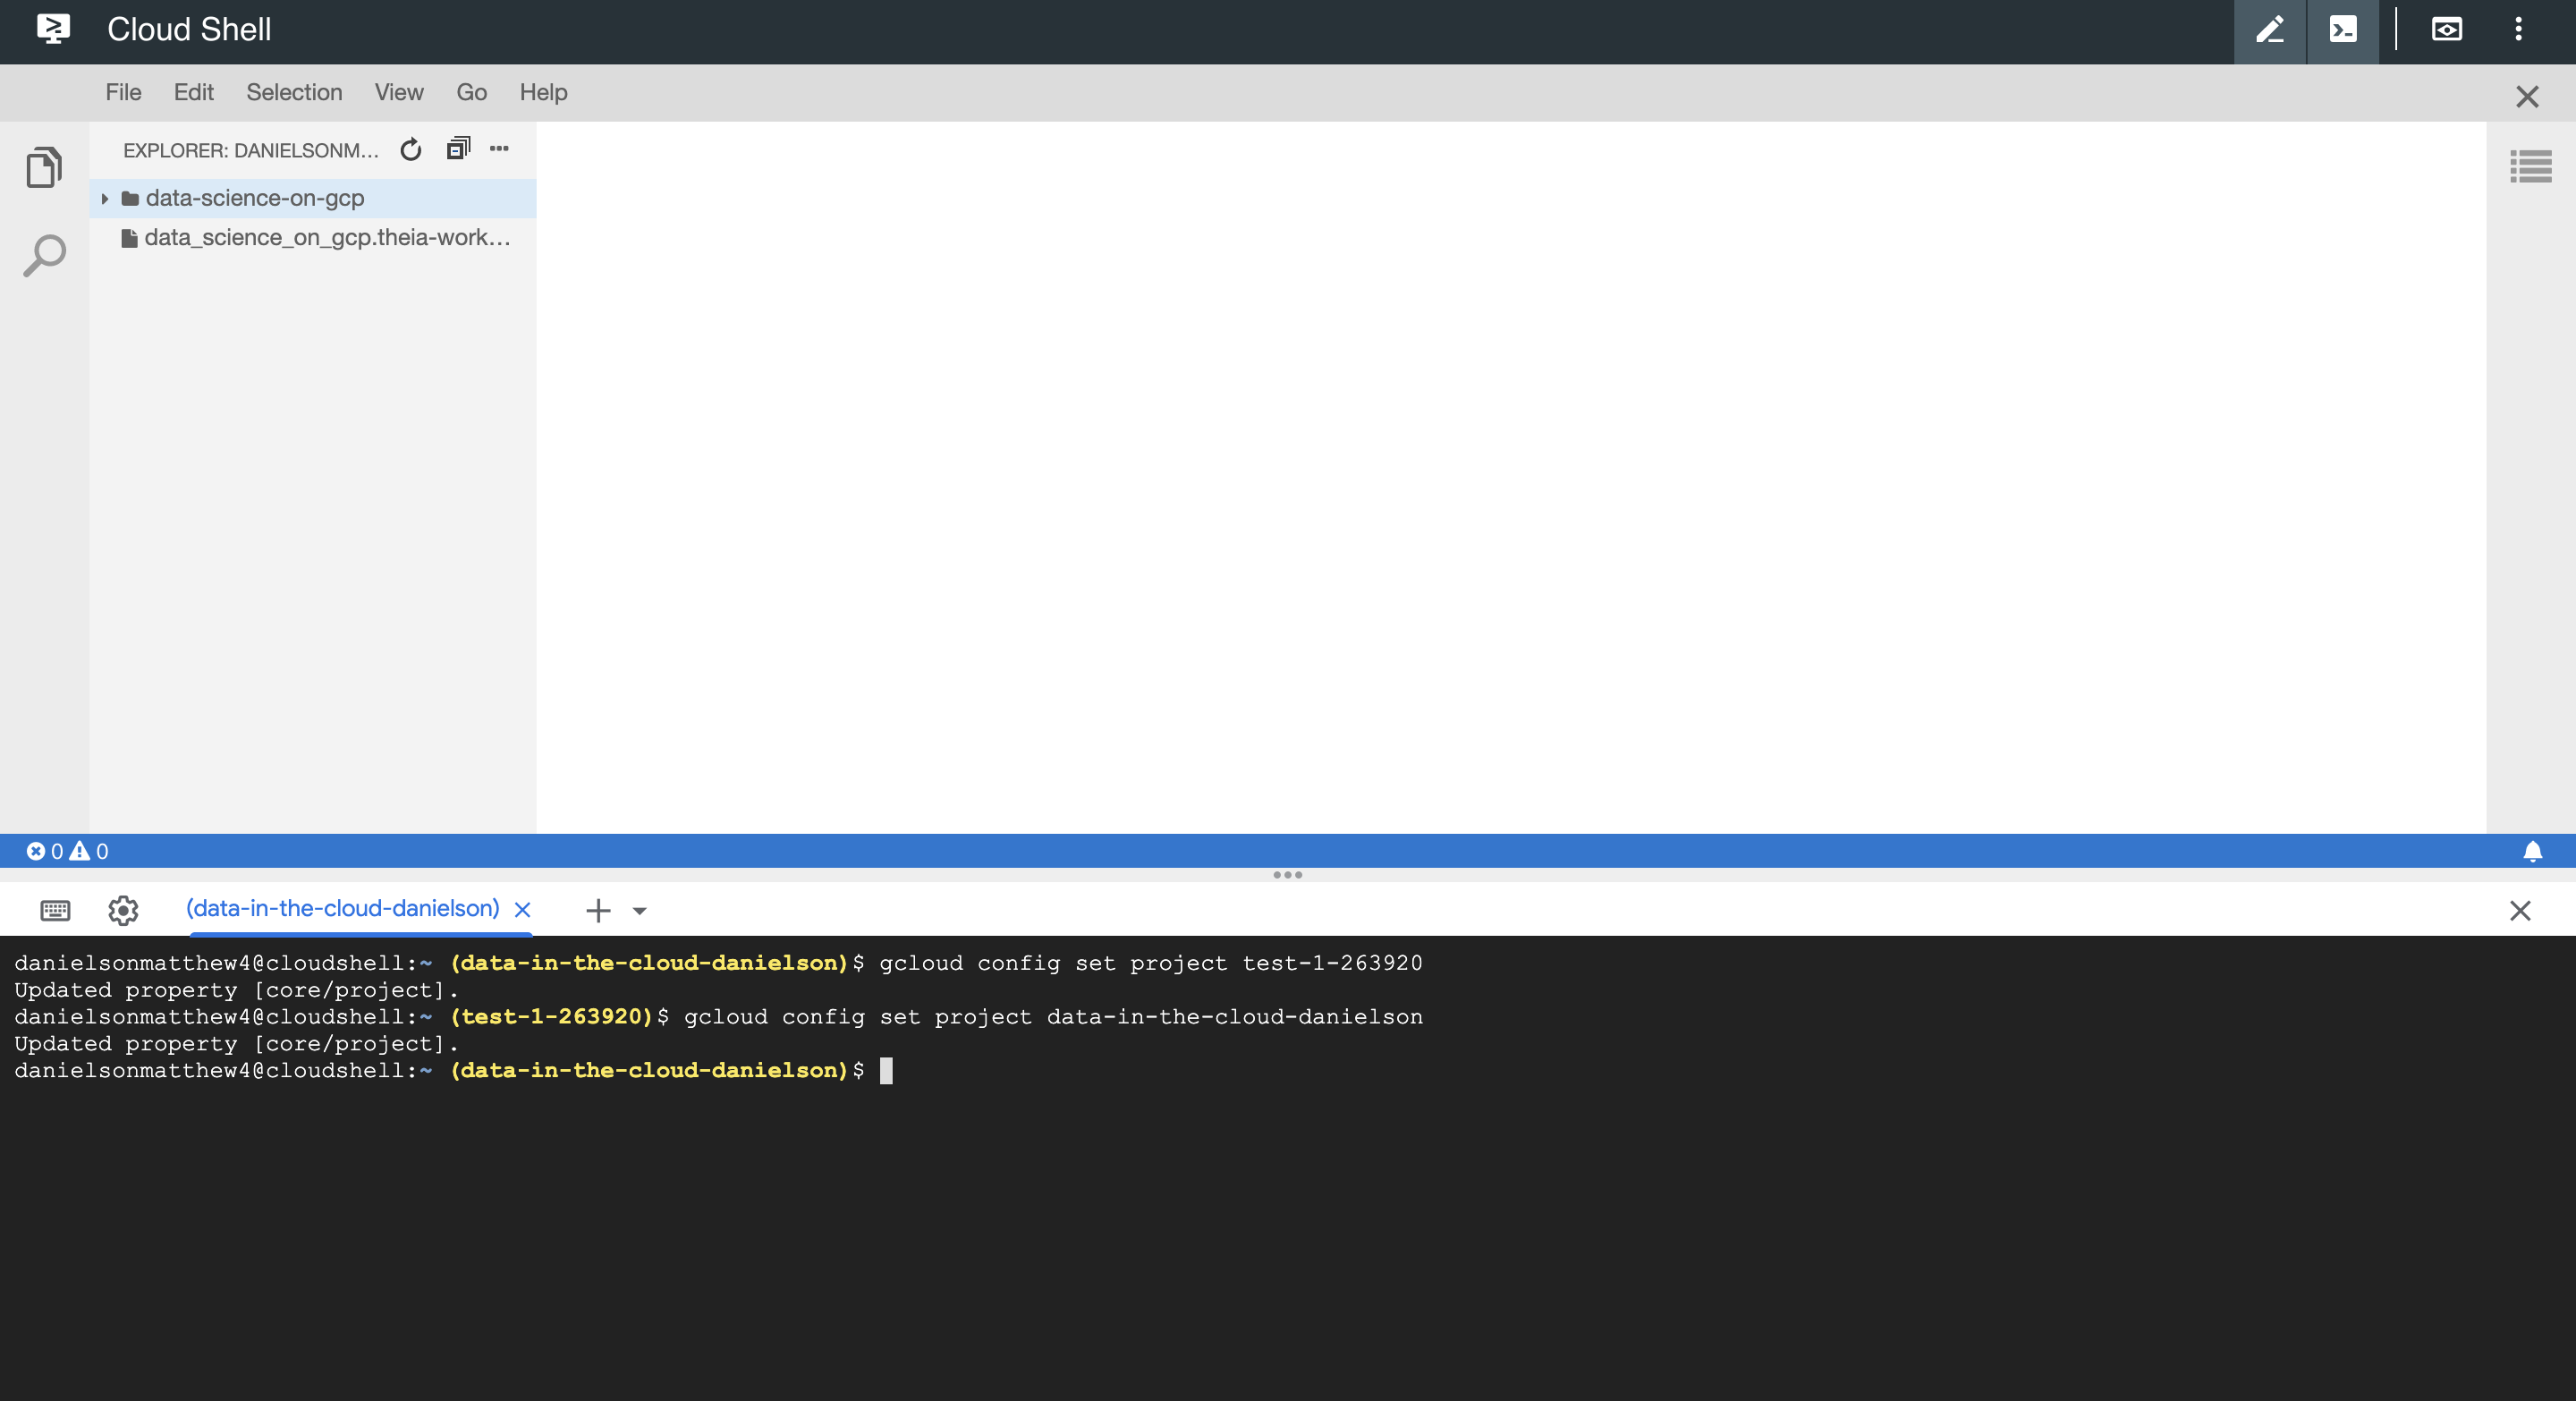 Cloud Shell
File Edit Selection View Go Help
EXPLORER: DANIELSONM...
data-science-on-gcp
data_science_on_gcp.theia-work...
0 0
(data-in-the-cloud-danielson)
danielsonmatthew4@cloudshell:~ (data-in-the-cloud-danielson)$ gcloud config set project test-1-263920
Updated property [core/project].
danielsonmatthew4@cloudshell:~ (test-1-263920)$ gcloud config set project data-in-the-cloud-danielson
Updated property [core/project].
danielsonmatthew4@cloudshell:~ (data-in-the-cloud-danielson)$